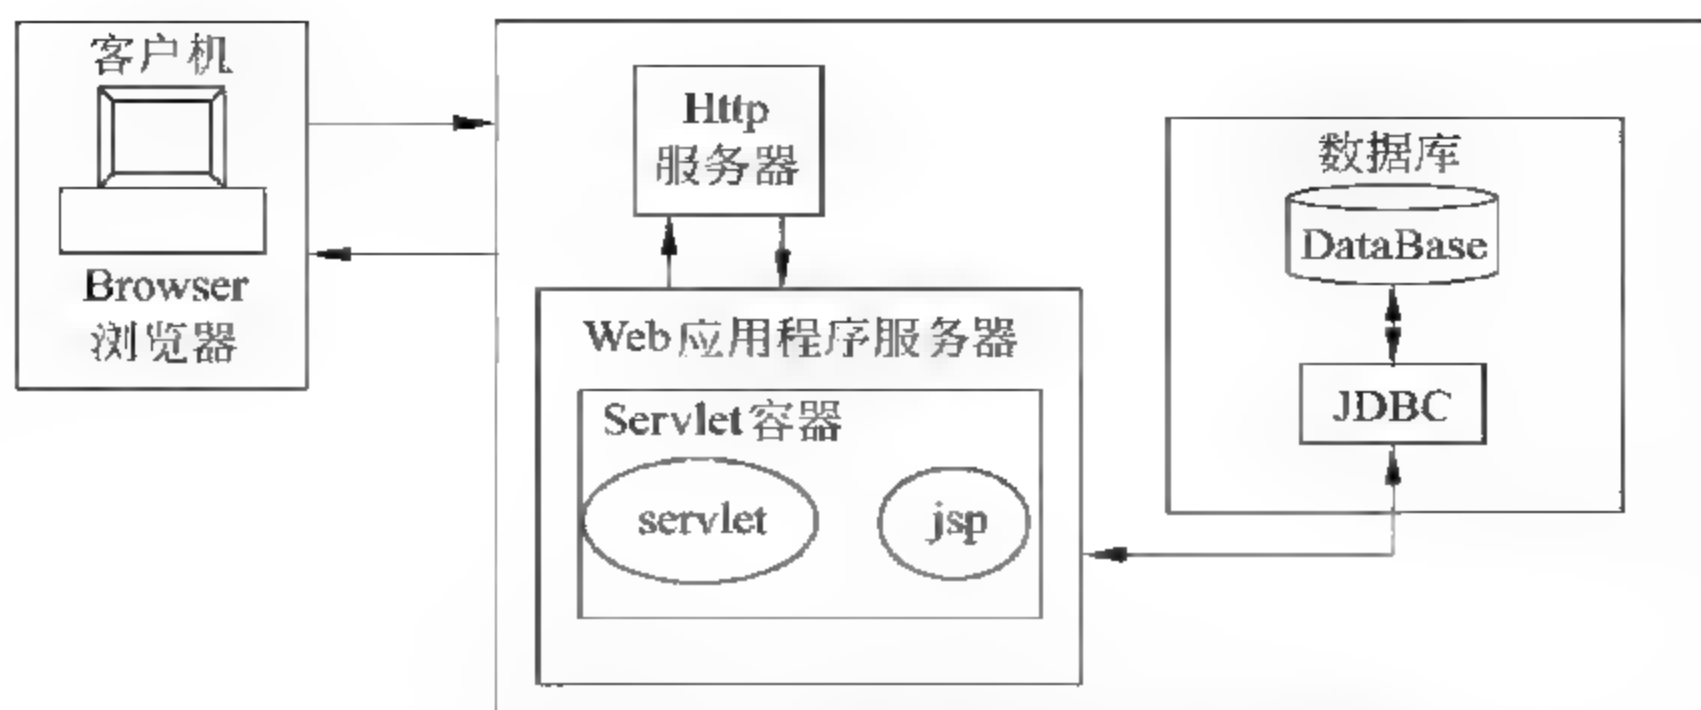 客户机
Browser
浏览器
Http
服务器
Web应用程序服务器
Servlet容器
servlet
jsp
数据库
DataBase
JDBC